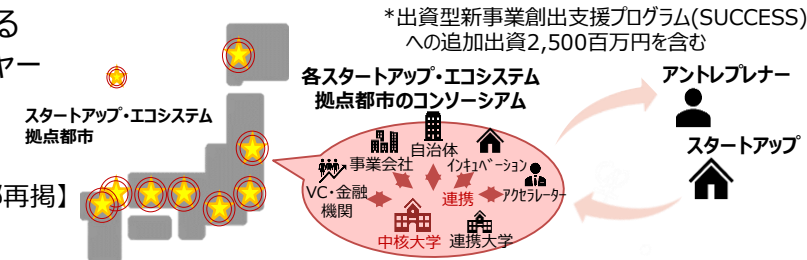 る
ャー
*出資型新事業創出支援プログラム(SUCCESS)
への追加出資2,500百万円を含む
スタートアップ・エコシステム
拠点都市
再掲】
各スタートアップ・エコシステム
拠点都市のコンソーシアム
自治体
事業会社
インキュベーション
VC・金融
機関
連携
アクセラレーター
中核大学
連携大学
アントレプレナー
スタートアップ